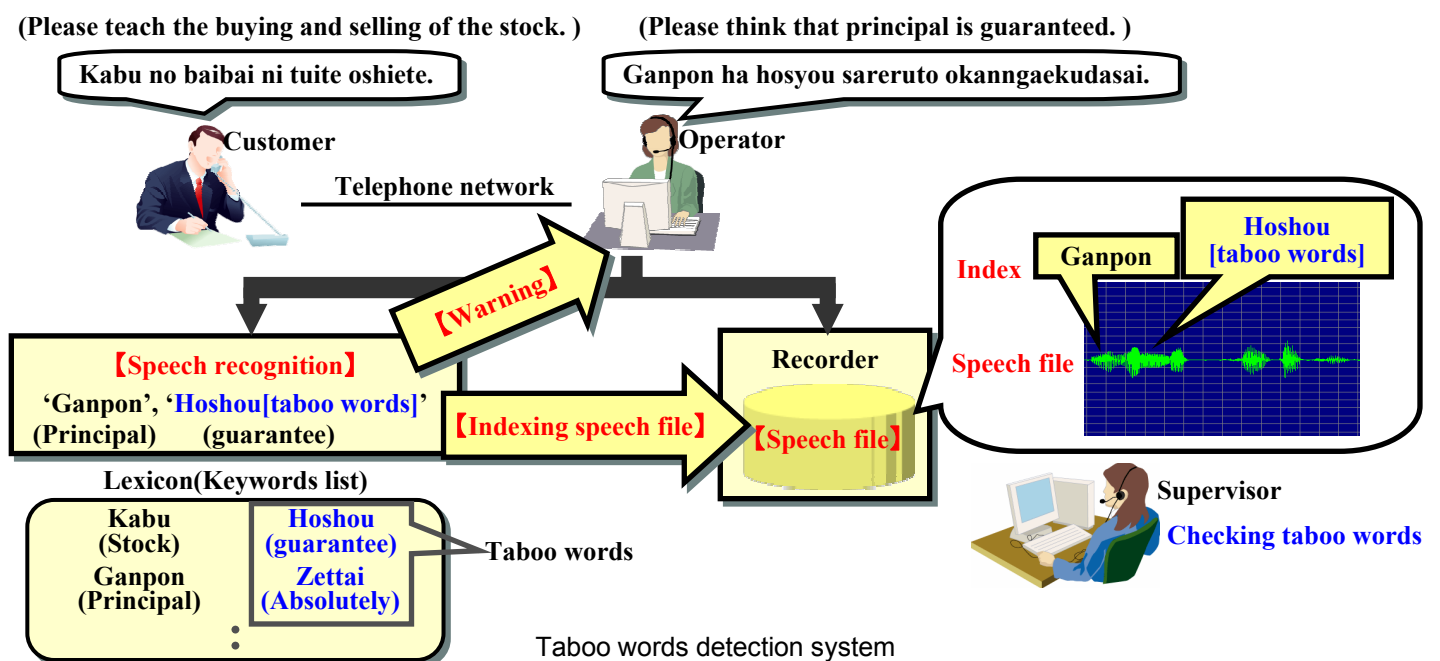 (Please teach the buying and selling of the stock. )
(Please think that principal is guaranteed. )
Kabu no baibai ni tuite oshiete.
Ganpon ha hosyou sareruto okanngaekudasai.
Customer
Operator
Telephone network
【Warning】
【Speech recognition】
‘Ganpon’, ‘Hoshou[taboo words]’
(Principal) (guarantee)
【Indexing speech file】
Recorder
【Speech file】
Index
Ganpon
Hoshou
[taboo words]
Speech file
Supervisor
Checking taboo words
Lexicon(Keywords list)
Kabu
(Stock)
Ganpon
(Principal)
Hoshou
(guarantee)
Zettai
(Absolutely)
:
Taboo words
Taboo words detection system